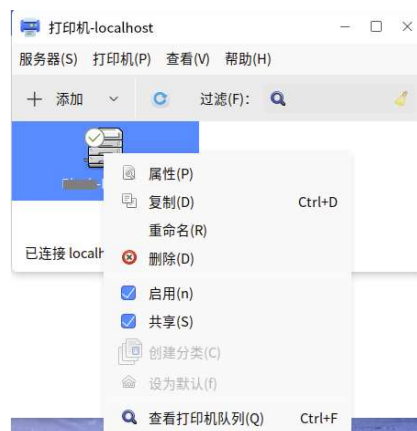 打印机-localhost
服务器(S) 打印机(P) 查看(V) 帮助(H)
添加 过滤(F):
属性(P)
复制(D) Ctrl+D
重命名(R)
已连接 localh
删除(D)
启用(n)
共享(S)
创建分类(C)
设为默认(f)
查看打印机队列(Q) Ctrl+F